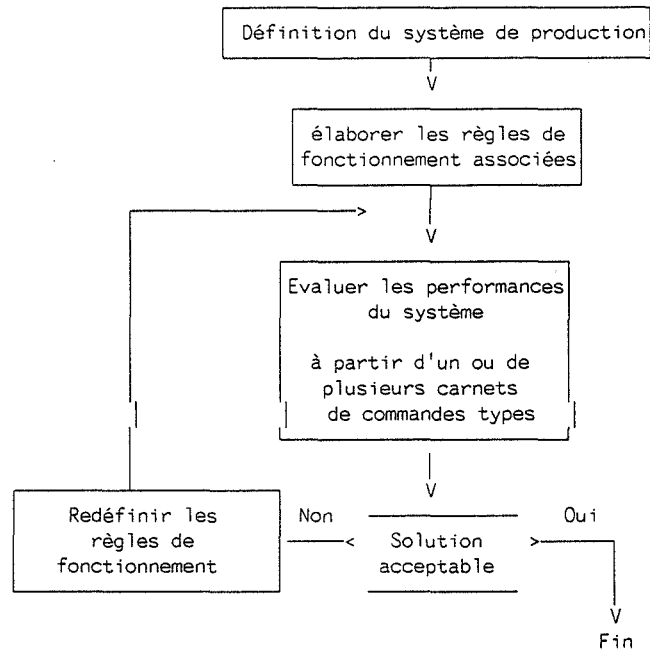 Définition du système de production
élaborer les règles de
fonctionnement associées
Evaluer les performances
du système
à partir d'un ou de
plusieurs carnets
de commandes types
Redéfinir les
règles de
fonctionnement
Non
Solution
acceptable
Oui
Fin